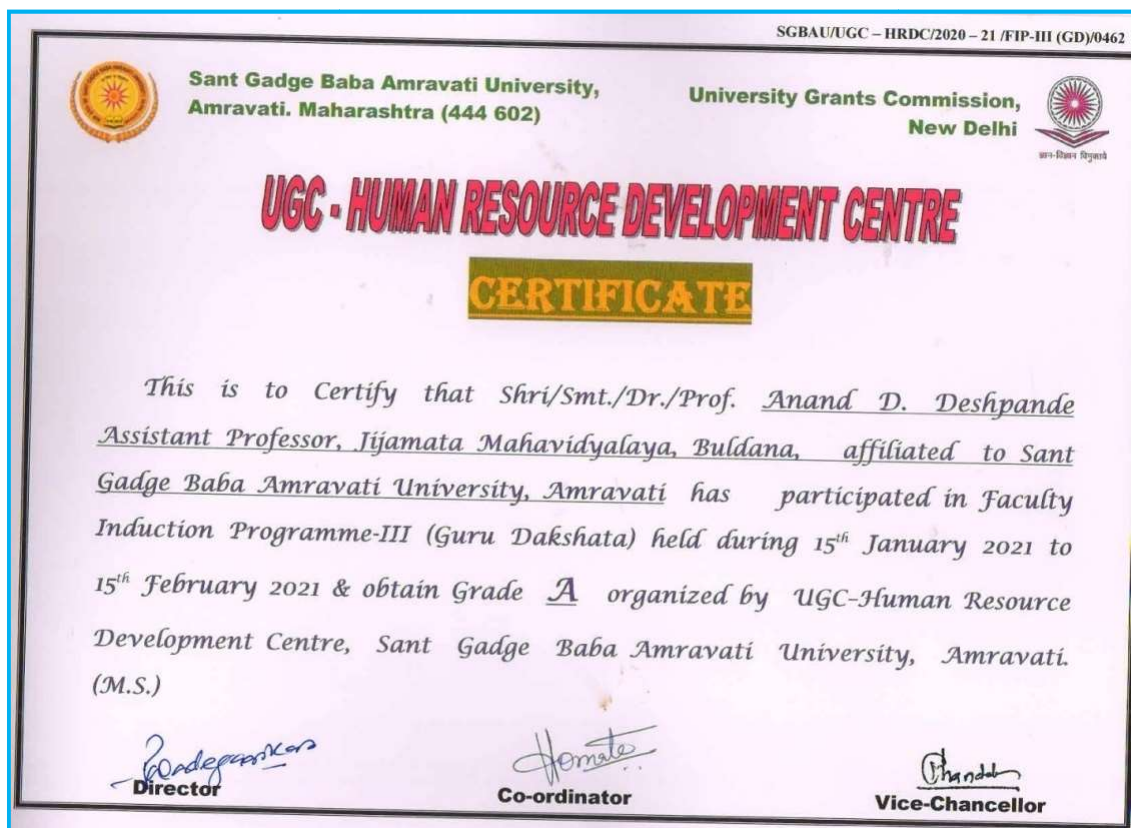 SGBAU/UGC – HRDC/2020 – 21 /FIP-III (GD)/0462
Sant Gadge Baba Amravati University,
Amravati. Maharashtra (444 602)
University Grants Commission,
New Delhi
ज्ञान-विज्ञान विमुक्तये
UGC - HUMAN RESOURCE DEVELOPMENT CENTRE
CERTIFICATE
This is to Certify that Shri/Smt./Dr./Prof. Anand D. Deshpande
Assistant Professor, Jijamata Mahavidyalaya, Buldana, affiliated to Sant
Gadge Baba Amravati University, Amravati has participated in Faculty
Induction Programme-III (Guru Dakshata) held during 15th January 2021 to
15th February 2021 & obtain Grade A organized by UGC-Human Resource
Development Centre, Sant Gadge Baba Amravati University, Amravati.
(M.S.)
Director
Co-ordinator
Vice-Chancellor